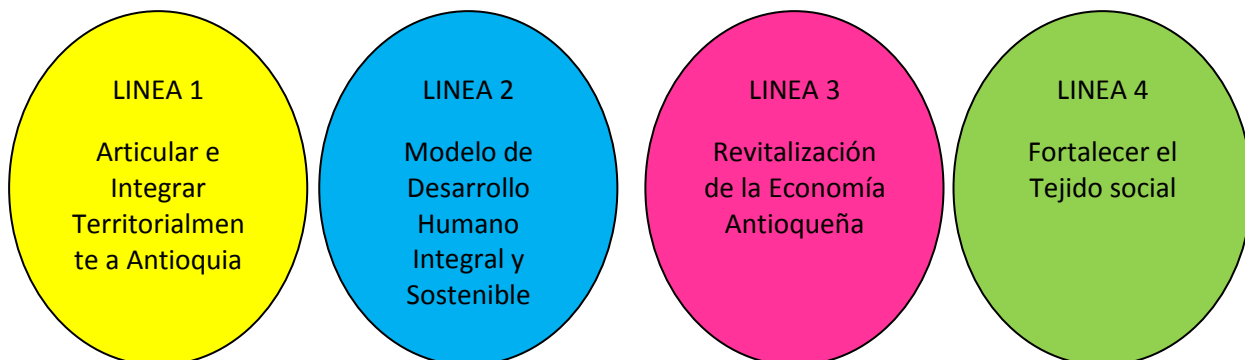 LINEA 1
Articular e
Integrar
Territorialmen
te a Antioquia
LINEA 2
Modelo de
Desarrollo
Humano
Integral y
Sostenible
LINEA 3
Revitalización
de la Economía
Antioqueña
LINEA 4
Fortalecer el
Tejido social